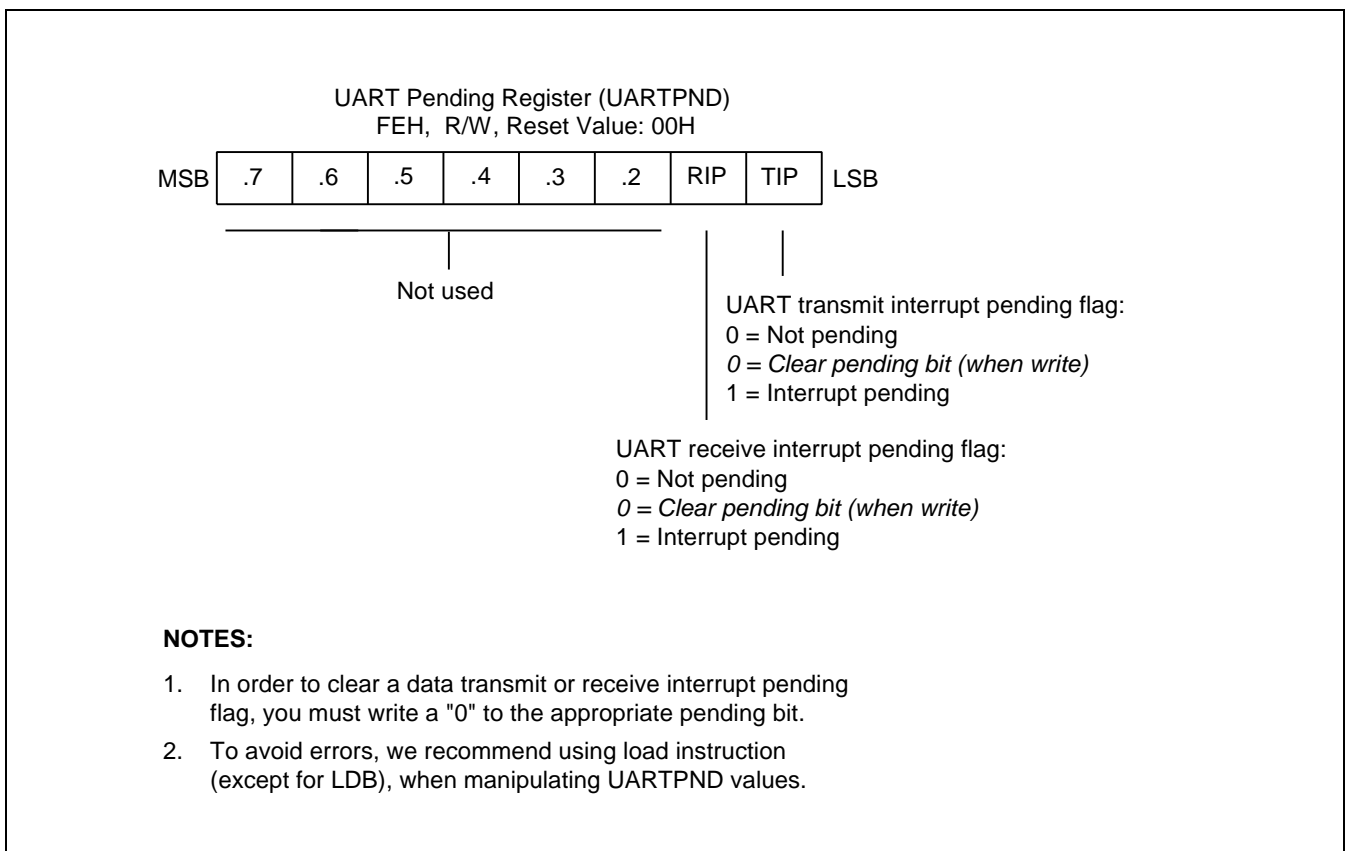 UART Pending Register (UARTPND)
FEH, R/W, Reset Value: 00H
MSB .7 .6 .5 .4 .3 .2 RIP TIP LSB
Not used
UART transmit interrupt pending flag:
0 = Not pending
0 = Clear pending bit (when write)
1 = Interrupt pending
UART receive interrupt pending flag:
0 = Not pending
0 = Clear pending bit (when write)
1 = Interrupt pending
NOTES:
1. In order to clear a data transmit or receive interrupt pending
flag, you must write a "0" to the appropriate pending bit.
2. To avoid errors, we recommend using load instruction
(except for LDB), when manipulating UARTPND values.